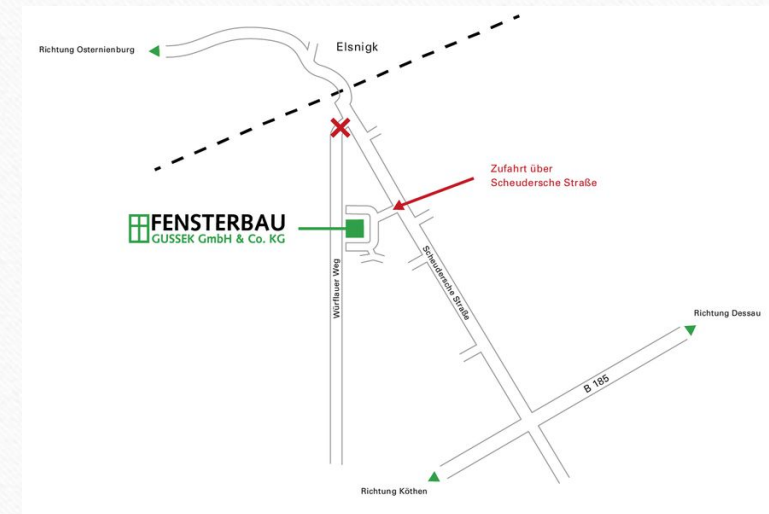 Elsnigk
Richtung Osternienburg
Zufahrt über
Scheudersche Straße
FENSTERBAU
GUSSEK GmbH & Co. KG
Würflauer Weg
Scheudersche Straße
Richtung Dessau
B 185
Richtung Köthen